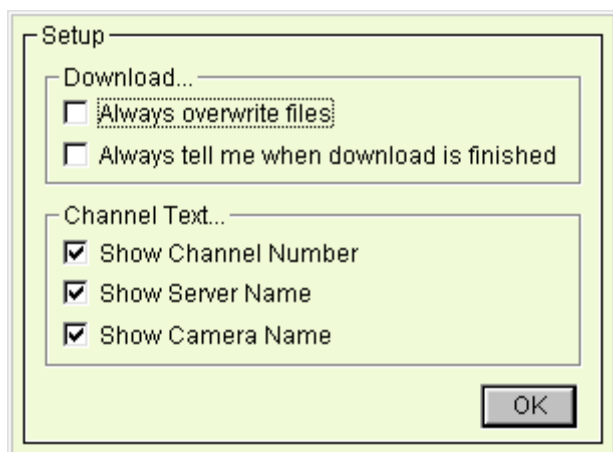 Setup
Download...
Always overwrite files
Always tell me when download is finished
Channel Text...
Show Channel Number
Show Server Name
Show Camera Name
OK